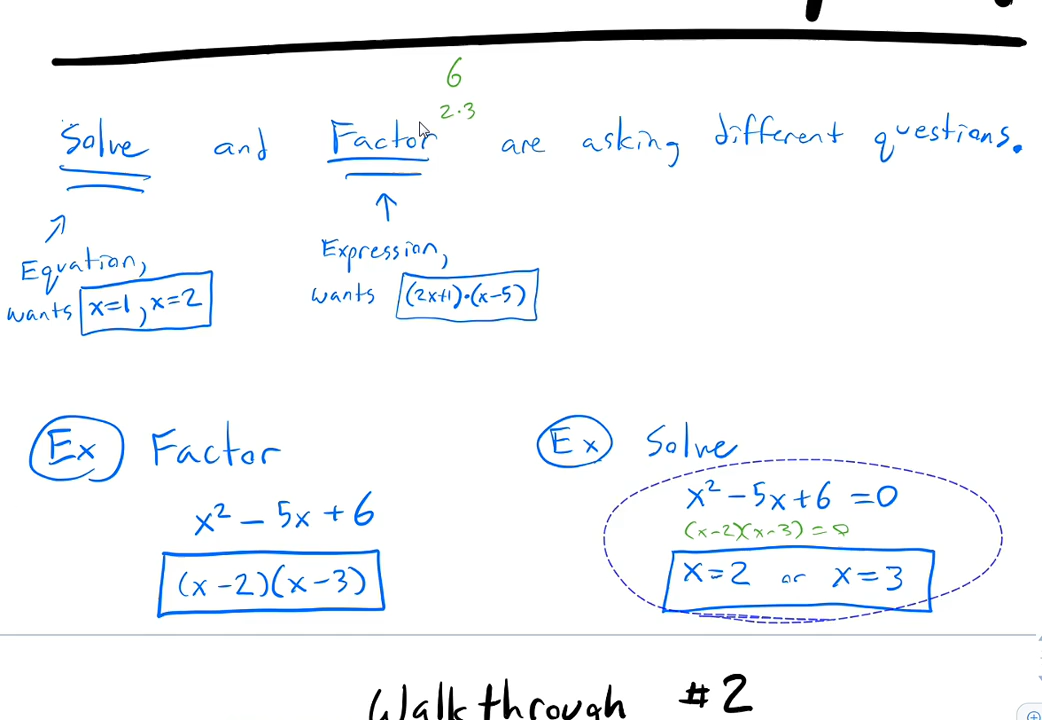 6
2·3
Solve and Factor are asking different questions.
Equation,
wants x=1, x=2
Expression,
wants (2x+1)·(x-5)
Ex Factor
x² - 5x + 6
(x-2)(x-3)
Ex Solve
x² - 5x + 6 = 0
(x-2)(x-3) = 0
x=2 or x=3
Walkthrough #2